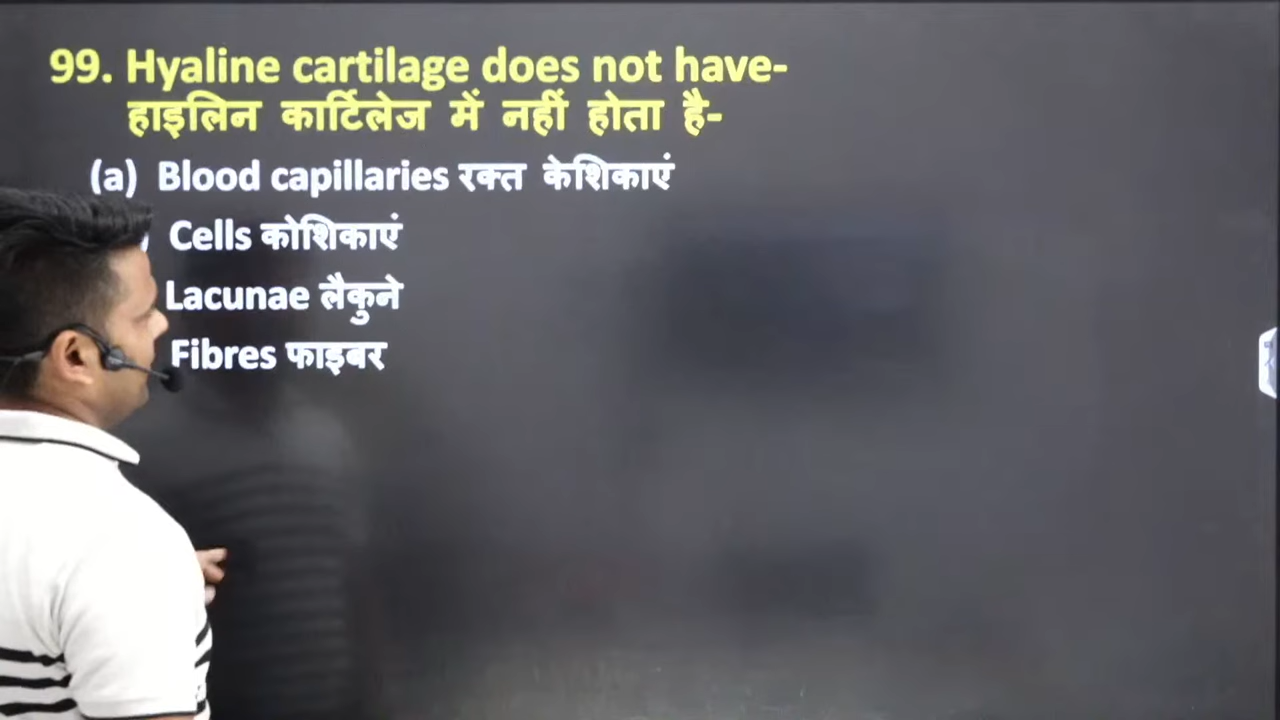 99. Hyaline cartilage does not have-
हाइलिन कार्टिलेज में नहीं होता है-
(a) Blood capillaries रक्त केशिकाएं
) Cells कोशिकाएं
Lacunae लैकुने
Fibres फाइबर